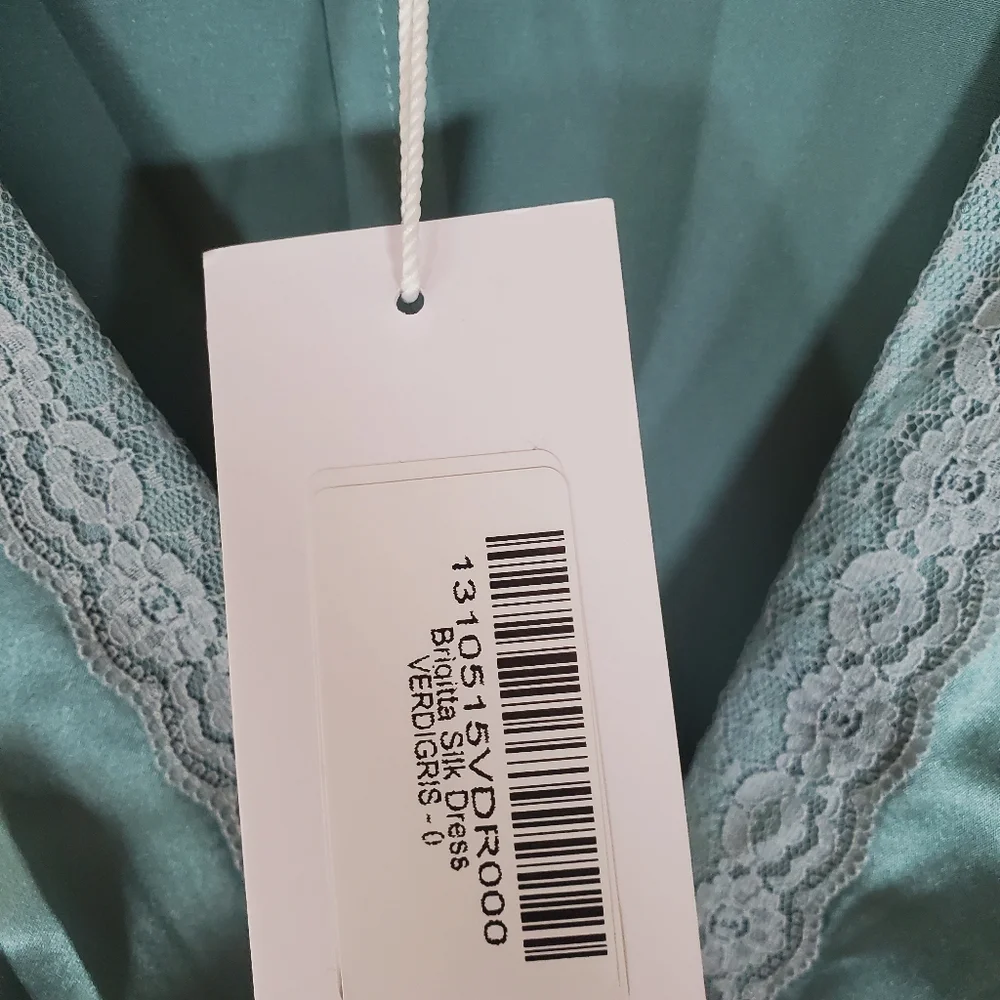 1310515VDR000
Brigitta Silk Dress
VERDIGRIS - 0